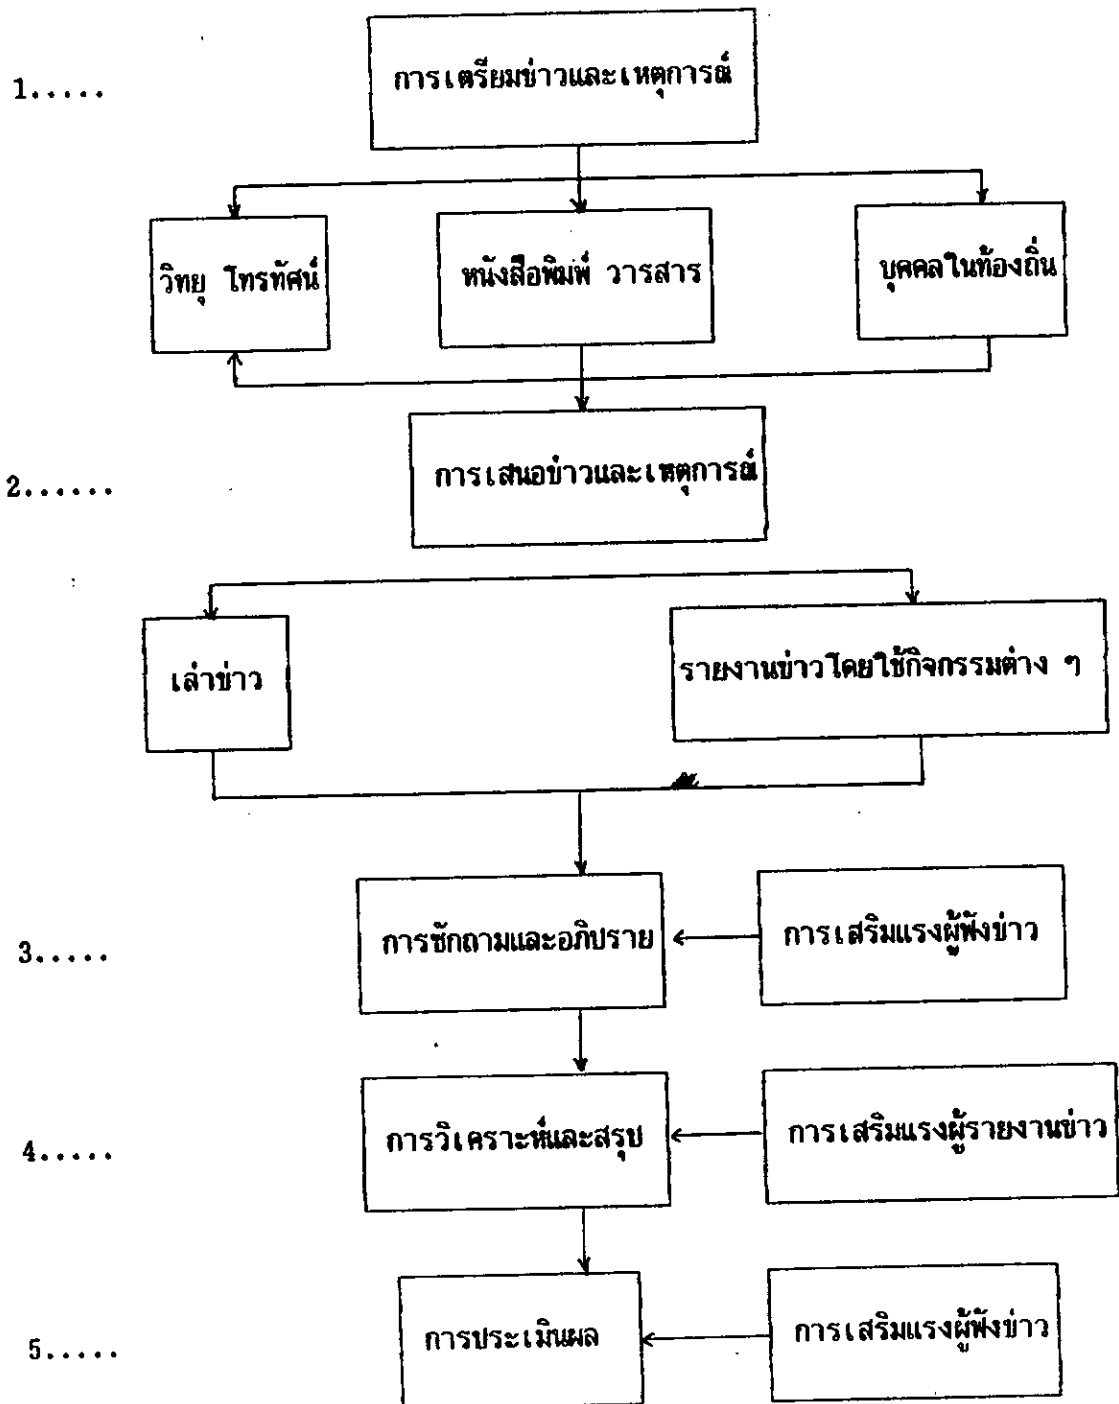 1.....
การเตรียมข่าวและเหตุการณ์
วิทยุ โทรทัศน์
หนังสือพิมพ์ วารสาร
บุคคลในท้องถิ่น
2......
การเสนอข่าวและเหตุการณ์
เล่าข่าว
รายงานข่าวโดยใช้กิจกรรมต่าง ๆ
3.....
การซักถามและอภิปราย
การเสริมแรงผู้ฟังข่าว
4.....
การวิเคราะห์และสรุป
การเสริมแรงผู้รายงานข่าว
5.....
การประเมินผล
การเสริมแรงผู้ฟังข่าว